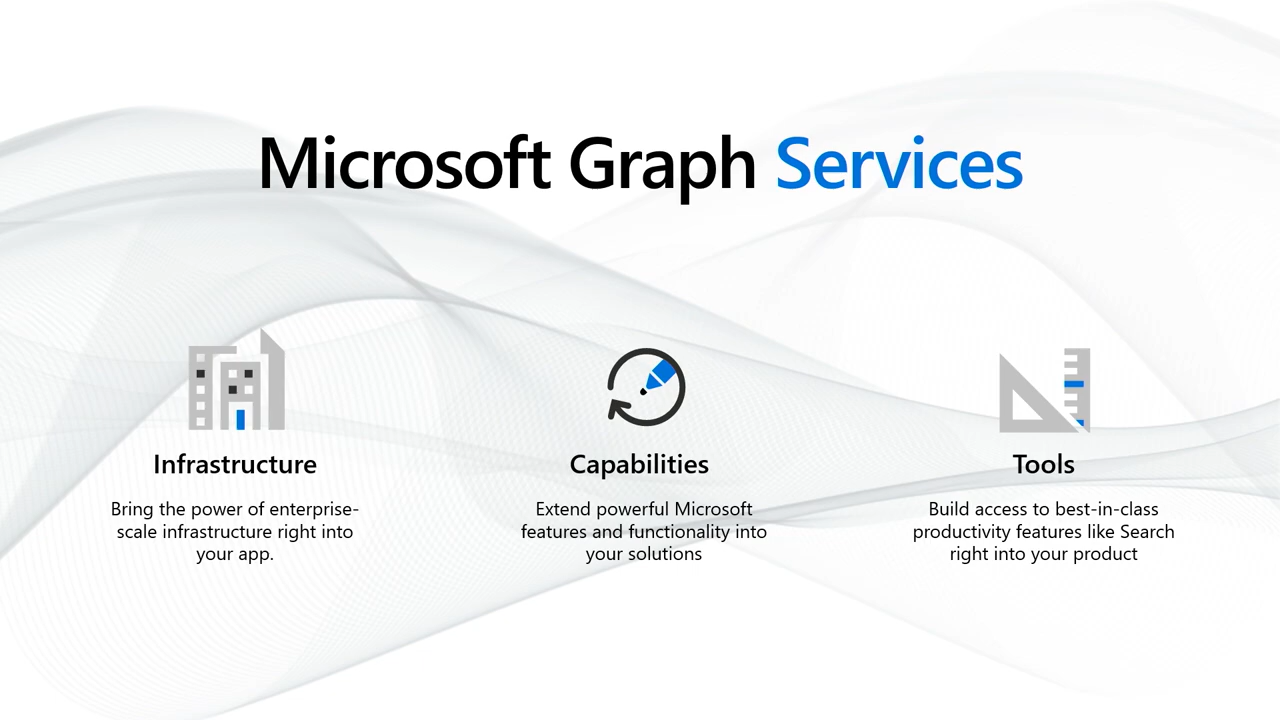 Microsoft Graph Services
Infrastructure
Bring the power of enterprise-
scale infrastructure right into
your app.
Capabilities
Extend powerful Microsoft
features and functionality into
your solutions
Tools
Build access to best-in-class
productivity features like Search
right into your product